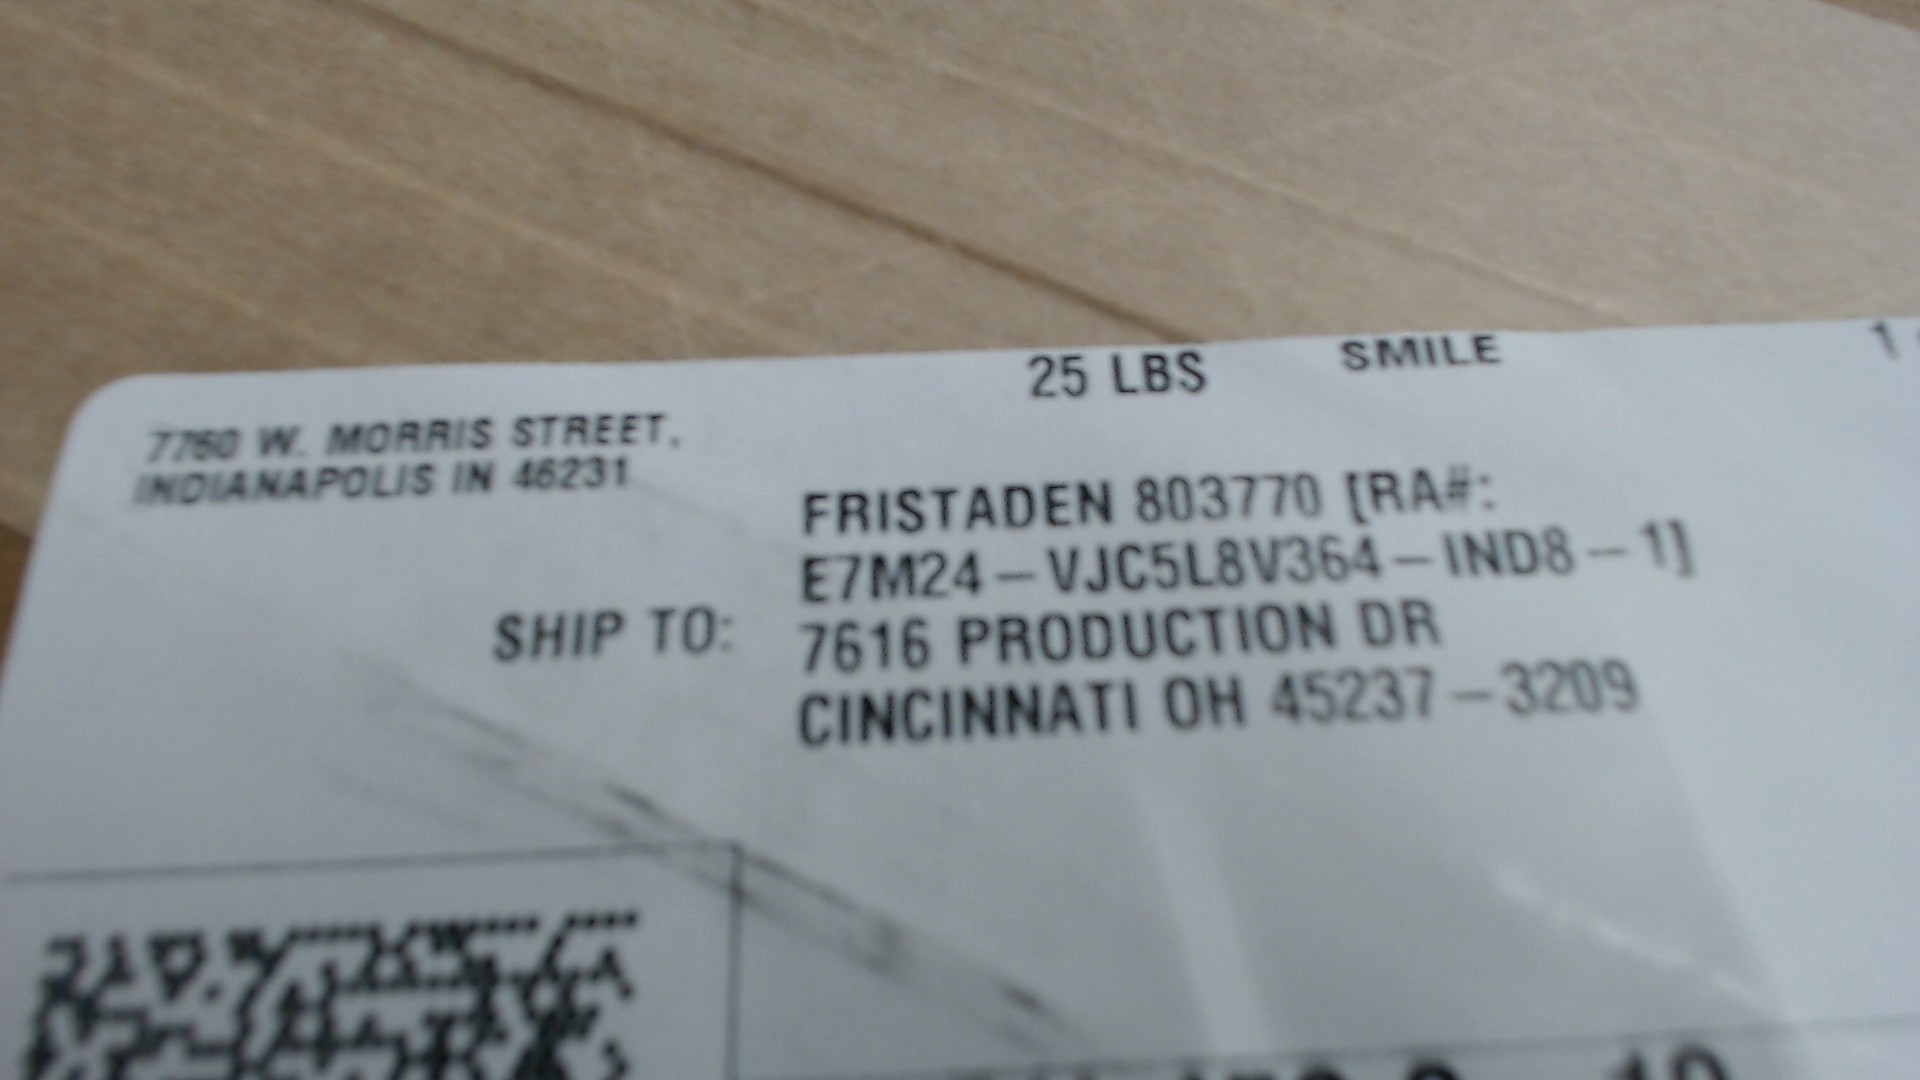 25 LBS SMILE 1
7760 W. MORRIS STREET,
INDIANAPOLIS IN 46231
FRISTADEN 803770 [RA#:
E7M24-VJC5L8V364-IND8-1]
SHIP TO: 7616 PRODUCTION DR
CINCINNATI OH 45237-3209